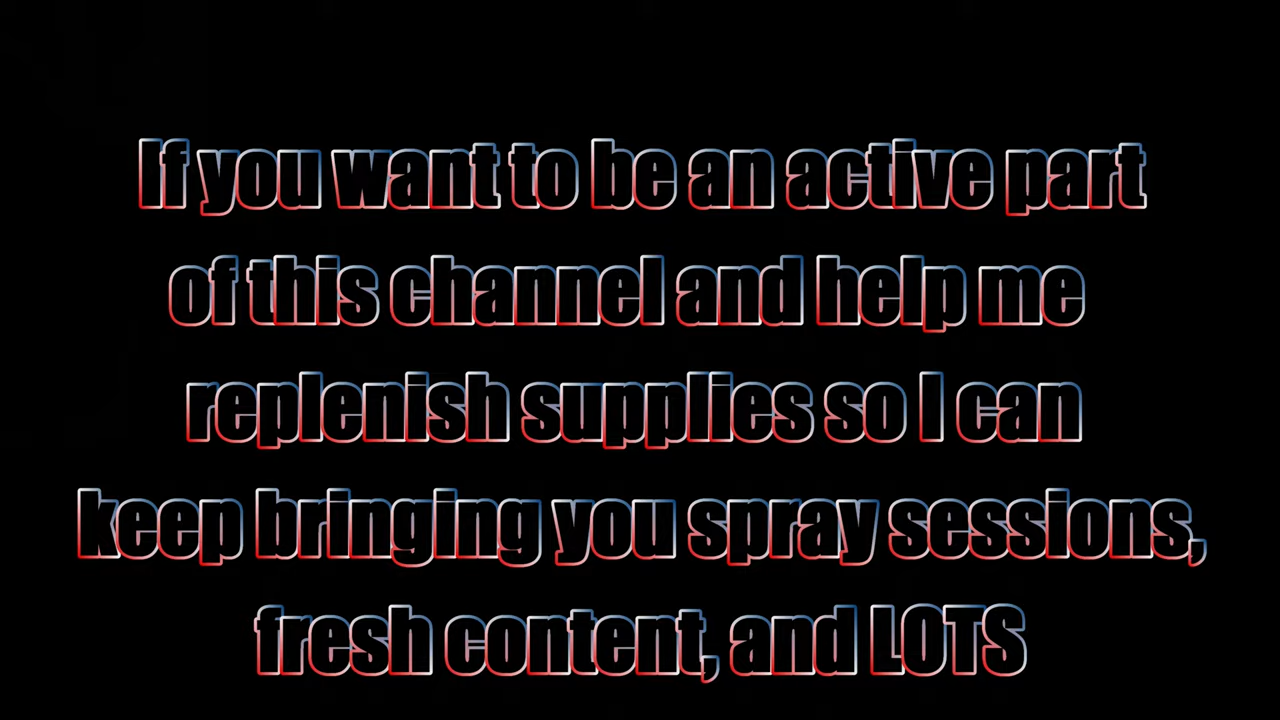 If you want to be an active part
of this channel and help me
replenish supplies so I can
keep bringing you spray sessions,
fresh content, and LOTS